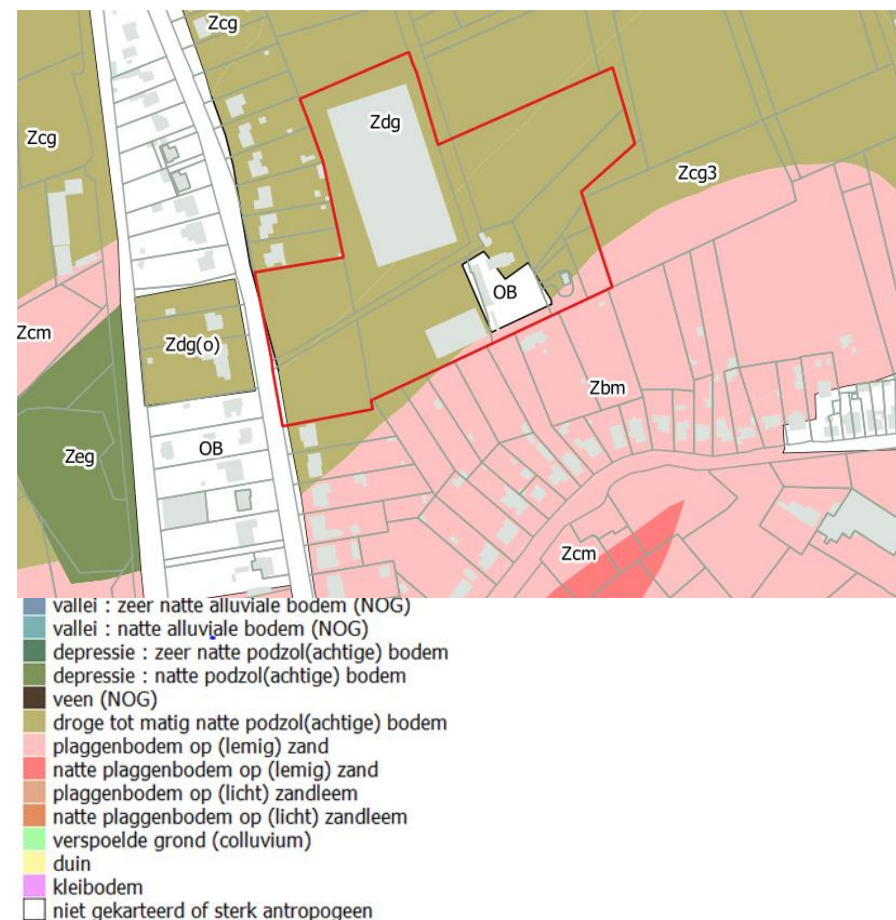 Zcg
Zdg
Zcg
Zcg3
OB
Zcm
Zdg(o)
Zbm
OB
Zeg
Zcm
vallei : zeer natte alluviale bodem (NOG)
vallei : natte alluviale bodem (NOG)
depressie : zeer natte podzol(achtige) bodem
depressie : natte podzol(achtige) bodem
veen (NOG)
droge tot matig natte podzol(achtige) bodem
plaggenbodem op (lemig) zand
natte plaggenbodem op (lemig) zand
plaggenbodem op (licht) zandleem
natte plaggenbodem op (licht) zandleem
verspoelde grond (colluvium)
duin
kleibodem
niet gekarteerd of sterk antropogeen